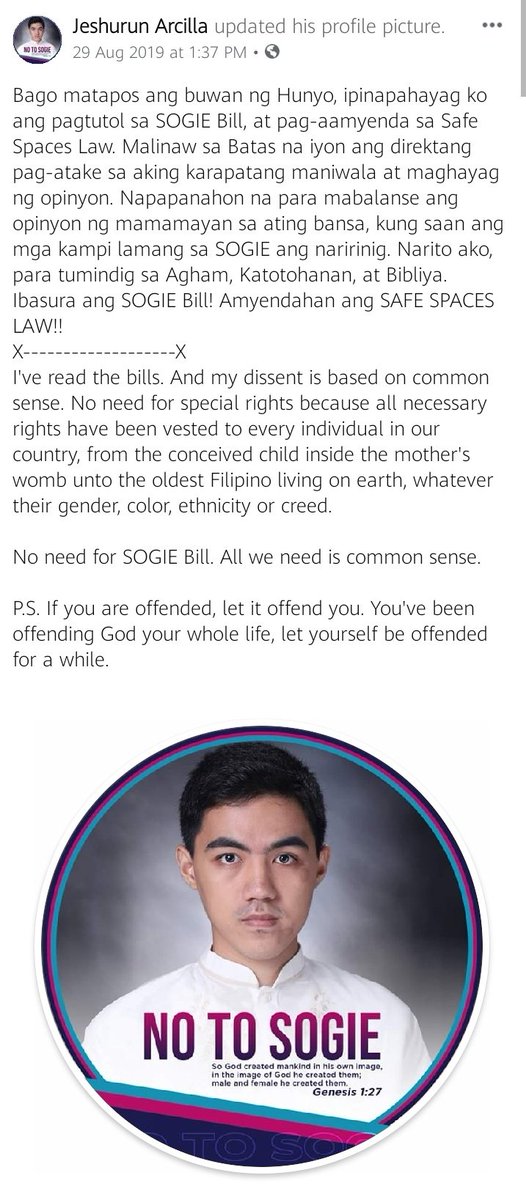 Jeshurun Arcilla updated his profile picture.
29 Aug 2019 at 1:37 PM •
NO TO SOGIE
Bago matapos ang buwan ng Hunyo, ipinapahayag ko
ang pagtutol sa SOGIE Bill, at pag-aamyenda sa Safe
Spaces Law. Malinaw sa Batas na iyon ang direktang
pag-atake sa aking karapatang maniwala at maghayag
ng opinyon. Napapanahon na para mabalanse ang
opinyon ng mamamayan sa ating bansa, kung saan ang
mga kampi lamang sa SOGIE ang naririnig. Narito ako,
para tumindig sa Agham, Katotohanan, at Bibliya.
Ibasura ang SOGIE Bill! Amyendahan ang SAFE SPACES
LAW!!
X-------------------X
I've read the bills. And my dissent is based on common
sense. No need for special rights because all necessary
rights have been vested to every individual in our
country, from the conceived child inside the mother's
womb unto the oldest Filipino living on earth, whatever
their gender, color, ethnicity or creed.
No need for SOGIE Bill. All we need is common sense.
P.S. If you are offended, let it offend you. You've been
offending God your whole life, let yourself be offended
for a while.
NO TO SOGIE
So God created mankind in his own image,
in the image of God he created them;
male and female he created them.
Genesis 1:27
O TO SOG